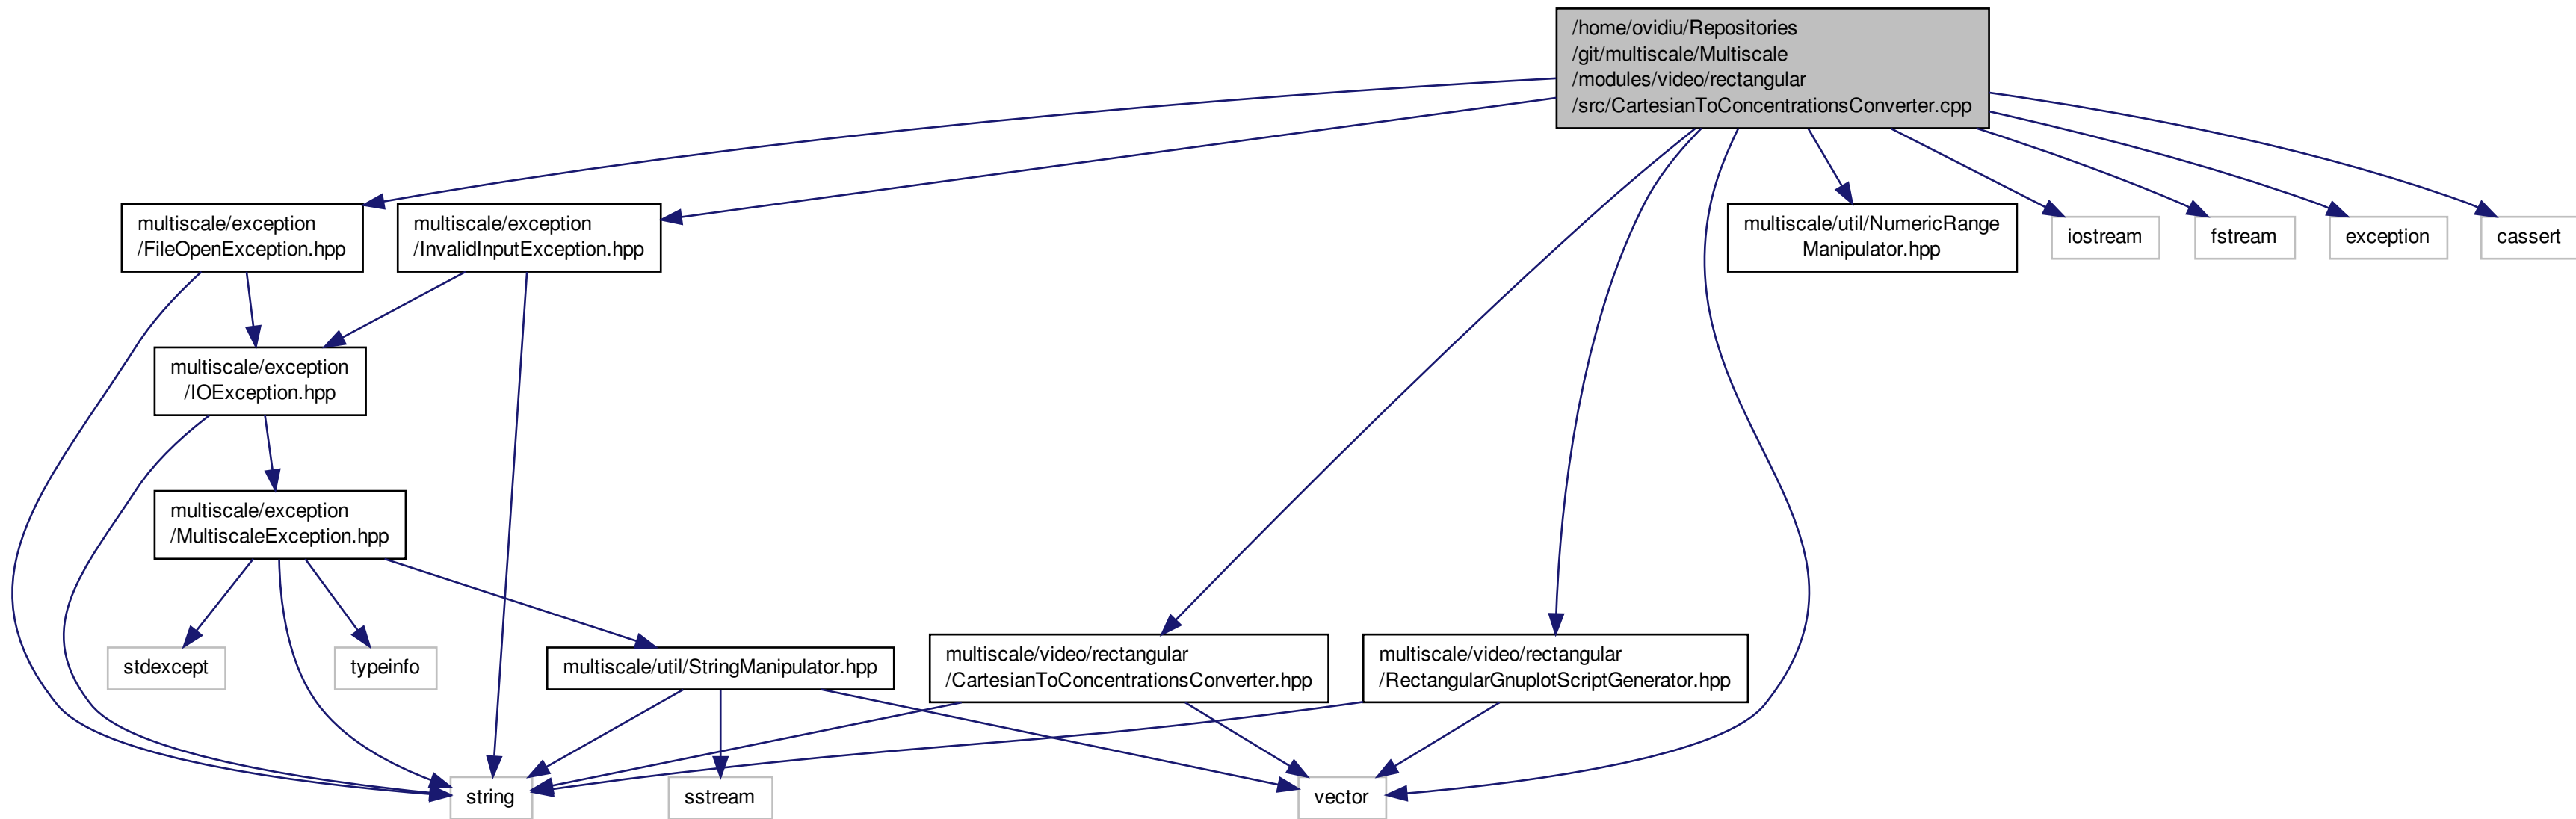 /home/ovidiu/Repositories
/git/multiscale/Multiscale
/modules/video/rectangular
/src/CartesianToConcentrationsConverter.cpp
multiscale/exception
/FileOpenException.hpp
multiscale/exception
/InvalidInputException.hpp
multiscale/util/NumericRange
Manipulator.hpp
iostream
fstream
exception
cassert
multiscale/exception
/IOException.hpp
multiscale/exception
/MultiscaleException.hpp
stdexcept
typeinfo
multiscale/util/StringManipulator.hpp
multiscale/video/rectangular
/CartesianToConcentrationsConverter.hpp
multiscale/video/rectangular
/RectangularGnuplotScriptGenerator.hpp
string
sstream
vector